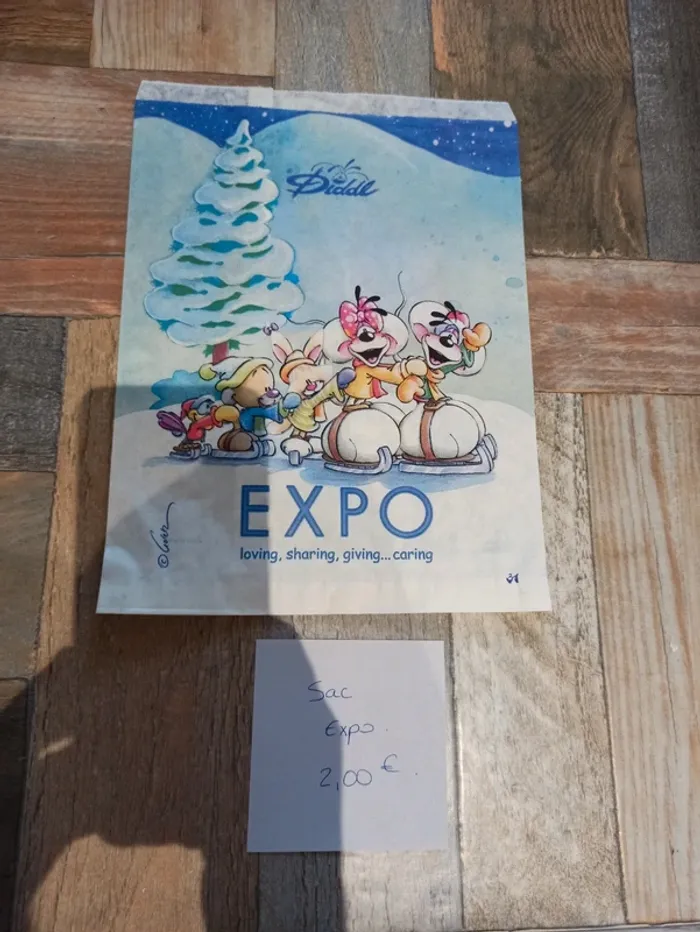 Diddl
EXPO
loving, sharing, giving...caring
Sac
Expo
2,00 €